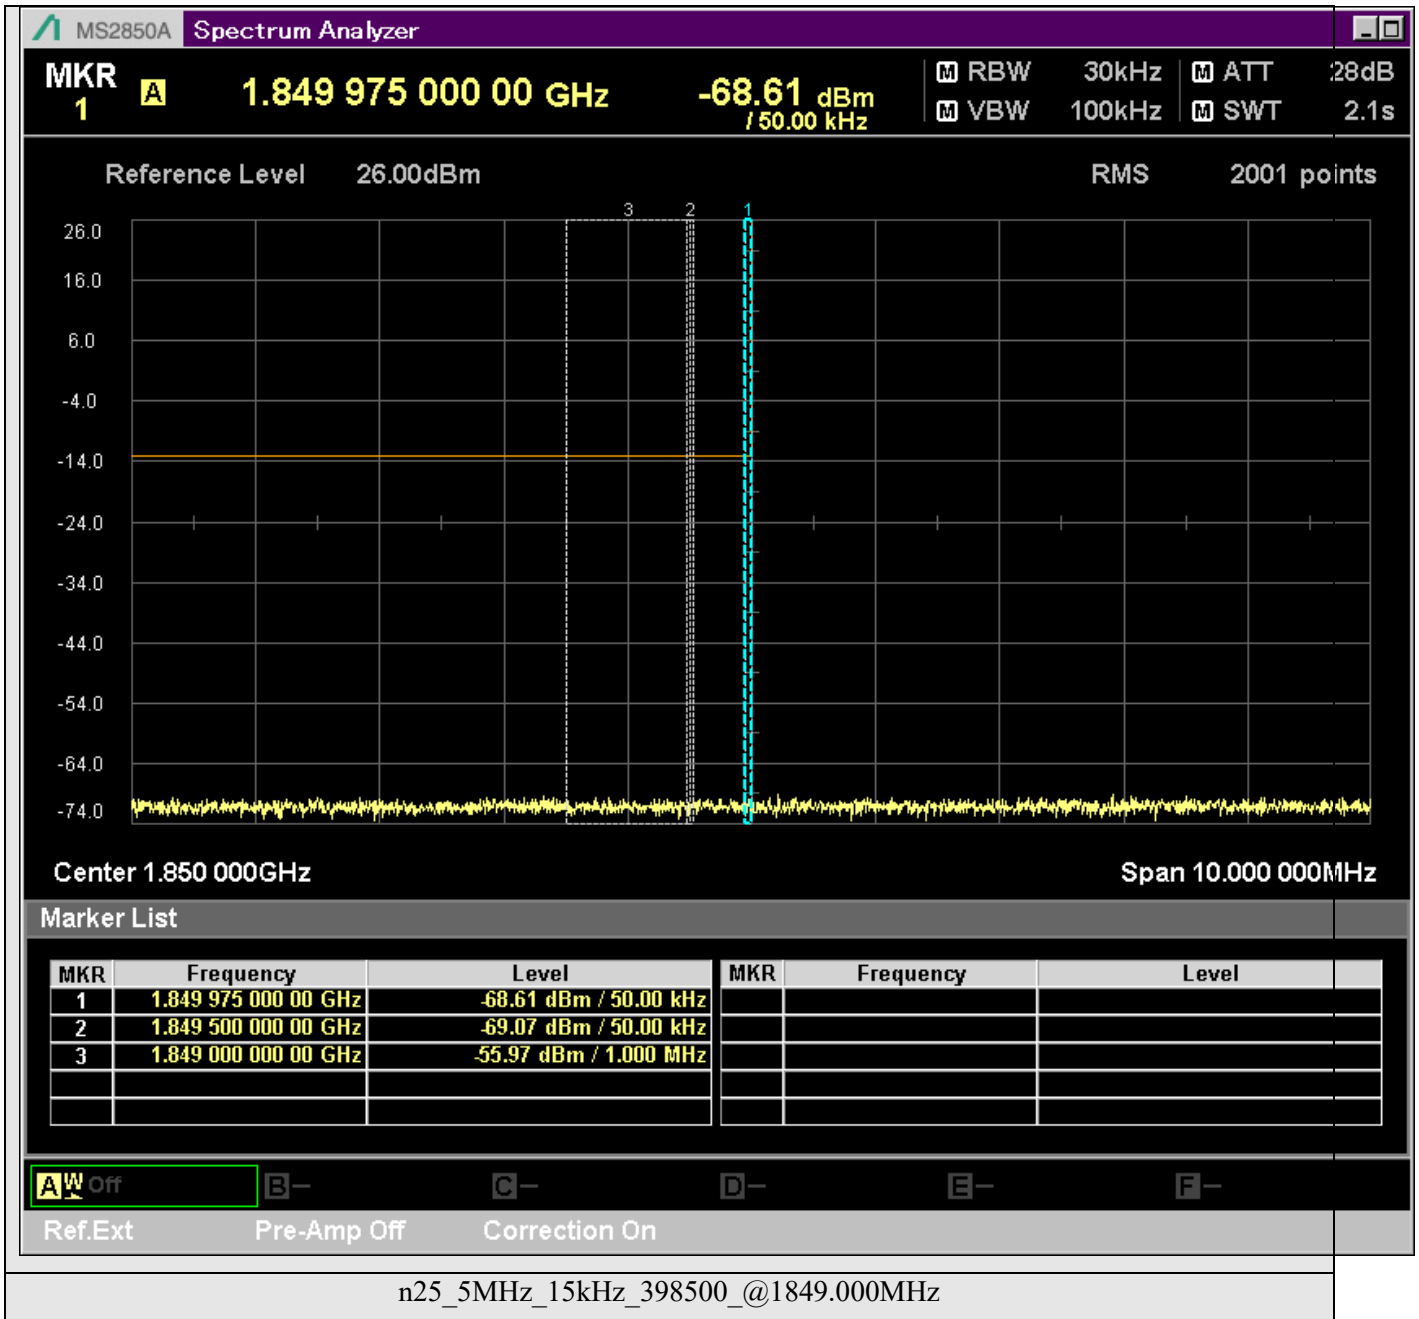 MS2850A Spectrum Analyzer
MKR 1 A 1.849 975 000 00 GHz -68.61 dBm / 50.00 kHz
M RBW 30kHz M ATT 28dB
M VBW 100kHz M SWT 2.1s
Reference Level 26.00dBm RMS 2001 points
3 2 1
26.0
16.0
6.0
-4.0
-14.0
-24.0
-34.0
-44.0
-54.0
-64.0
-74.0
Center 1.850 000GHz Span 10.000 000MHz
Marker List
MKR Frequency Level MKR Frequency Level
1 1.849 975 000 00 GHz -68.61 dBm / 50.00 kHz
2 1.849 500 000 00 GHz -69.07 dBm / 50.00 kHz
3 1.849 000 000 00 GHz -55.97 dBm / 1.000 MHz
A W Off B - C - D - E - F -
Ref.Ext Pre-Amp Off Correction On
n25_5MHz_15kHz_398500_@1849.000MHz